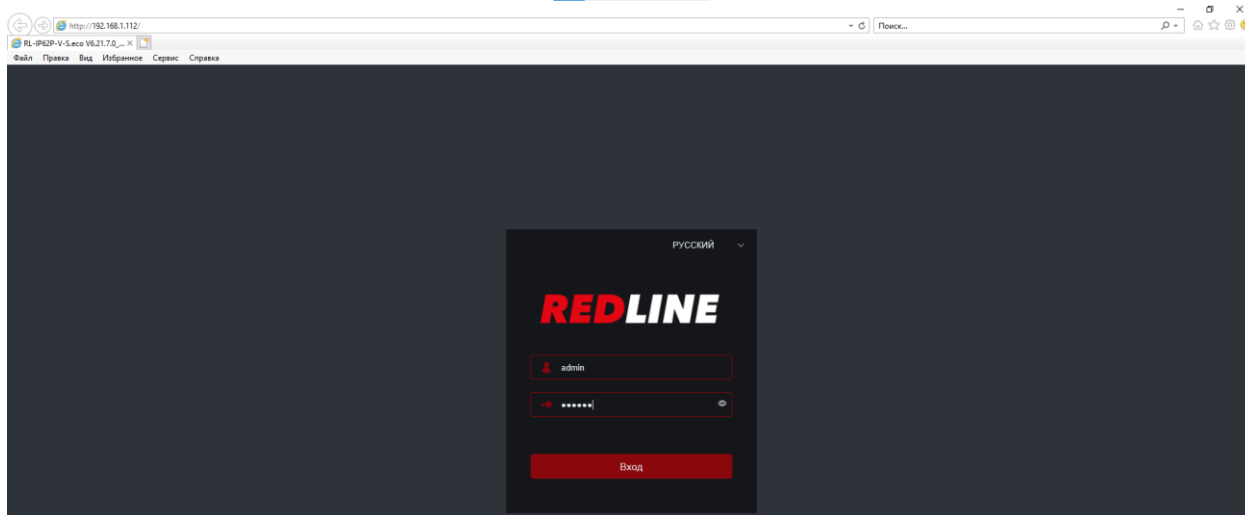 http://192.168.1.112/
Поиск...
RL-IP62P-V-S.eco V6.21.7.0_...
Файл Правка Вид Избранное Сервис Справка
РУССКИЙ
REDLINE
admin
••••••
Вход